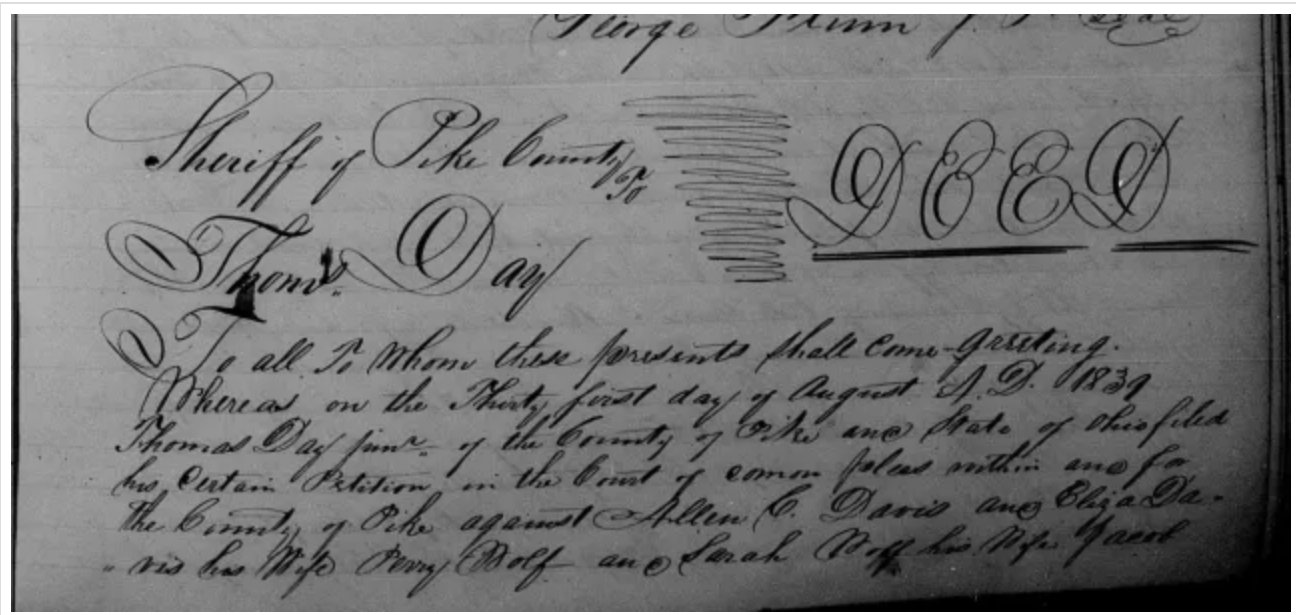 George
Sheriff of Pike County
To
DEED
Thoms. Day
To all To Whom these presents shall Come-greeting.
Whereas on the Thirty first day of August A.D. 1839
Thomas Day junr. of the County of Pike and State of Ohio filed
his Certain Petition in the Court of comon pleas within and for
the County of Pike against Allen C. Davis and Eliza Da-
" vis his Wife Perry Wolf and Sarah Wolf his Wife Jacob